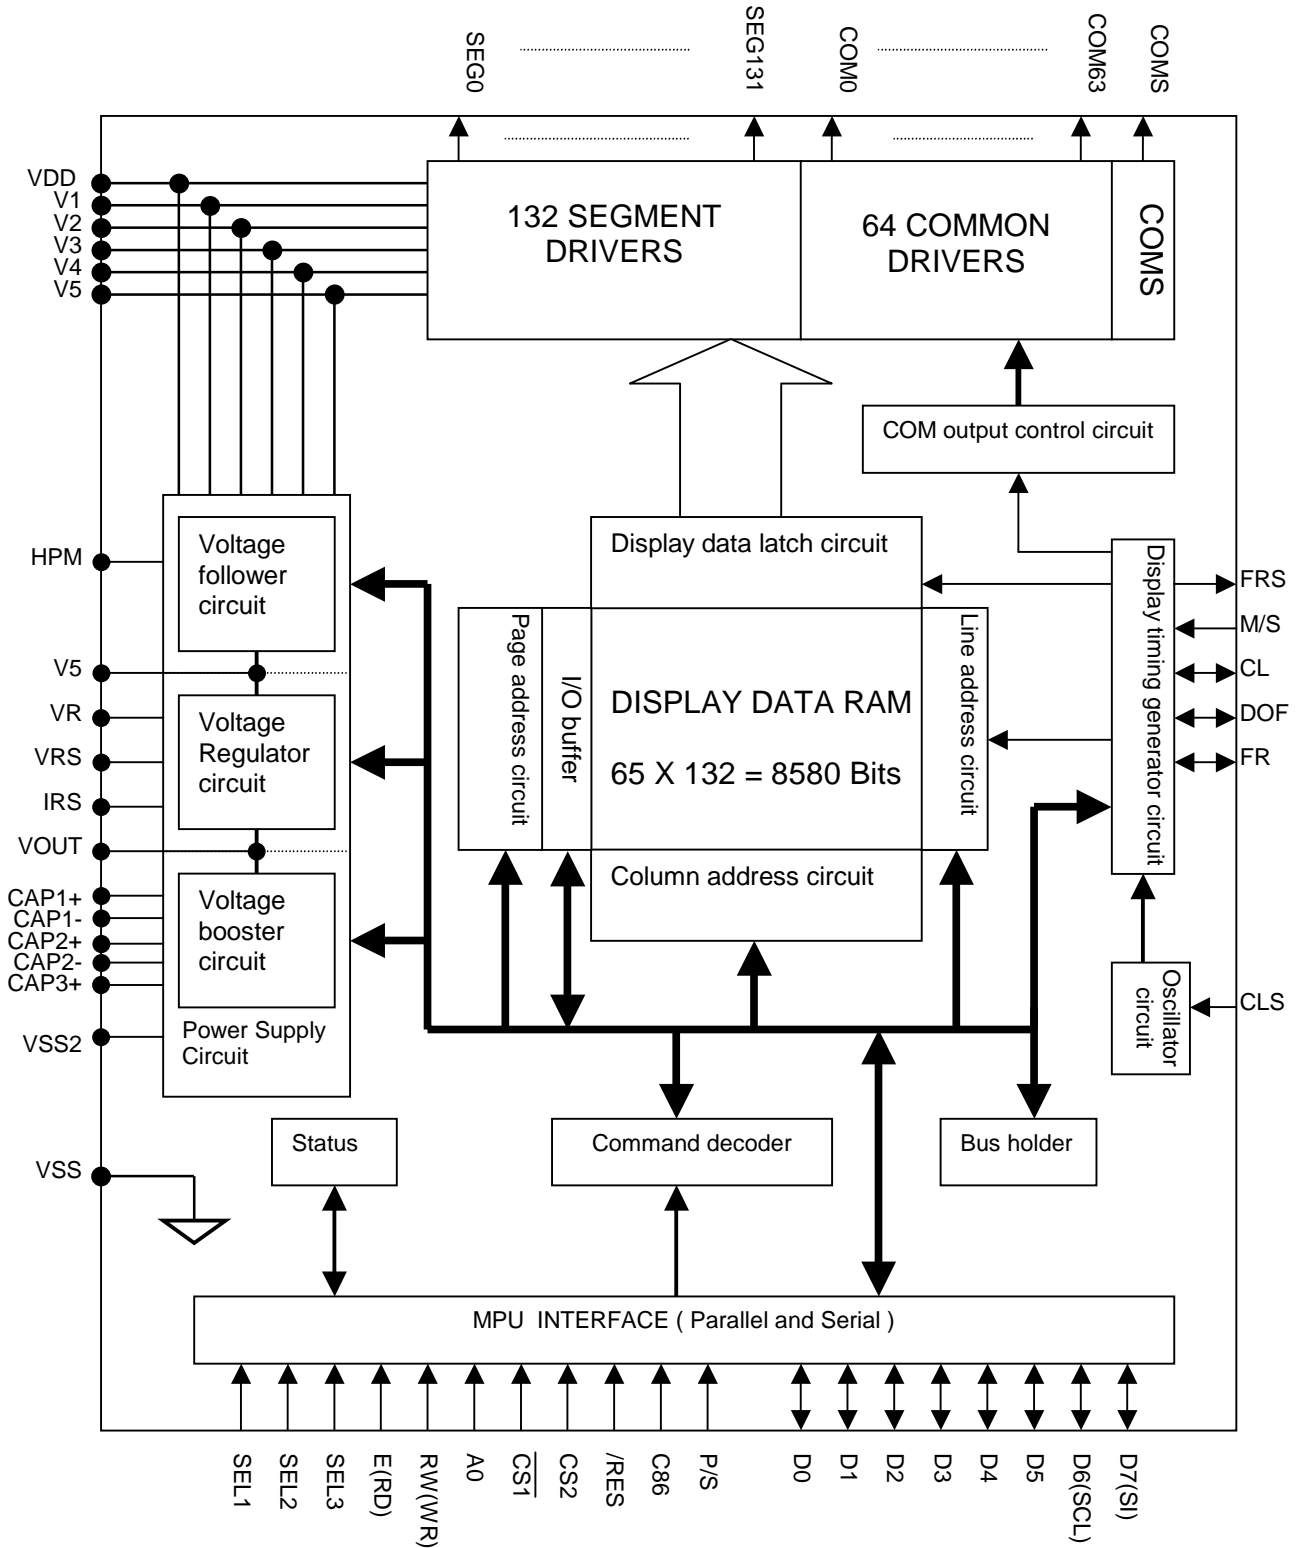 SEG0
SEG131
COM0
COM63
COMS
VDD
V1
V2
V3
V4
V5
132 SEGMENT
DRIVERS
64 COMMON
DRIVERS
COMS
COM output control circuit
HPM
V5
VR
VRS
IRS
VOUT
CAP1+
CAP1-
CAP2+
CAP2-
CAP3+
VSS2
VSS
Voltage
follower
circuit
Voltage
Regulator
circuit
Voltage
booster
circuit
Power Supply
Circuit
Display data latch circuit
Page address circuit
I/O buffer
DISPLAY DATA RAM
65 X 132 = 8580 Bits
Line address circuit
Column address circuit
Display timing generator circuit
FRS
M/S
CL
DOF
FR
Oscillator
circuit
CLS
Status
Command decoder
Bus holder
MPU INTERFACE ( Parallel and Serial )
SEL1
SEL2
SEL3
E(RD)
RW(WR)
A0
CS1
CS2
/RES
C86
P/S
D0
D1
D2
D3
D4
D5
D6(SCL)
D7(SI)